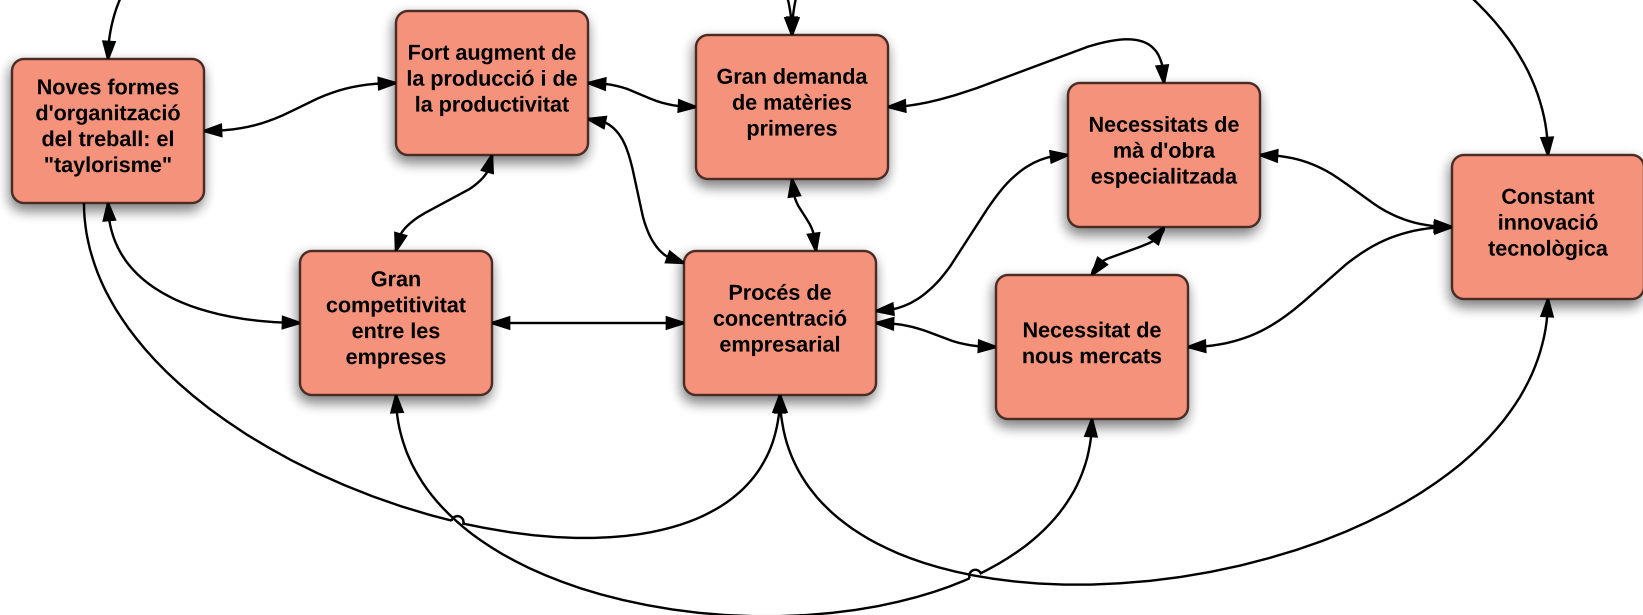 Noves formes
d'organització
del treball: el
"taylorisme"
Fort augment de
la producció i de
la productivitat
Gran demanda
de matèries
primeres
Necessitats de
mà d'obra
especialitzada
Constant
innovació
tecnològica
Gran
competitivitat
entre les
empreses
Procés de
concentració
empresarial
Necessitat de
nous mercats